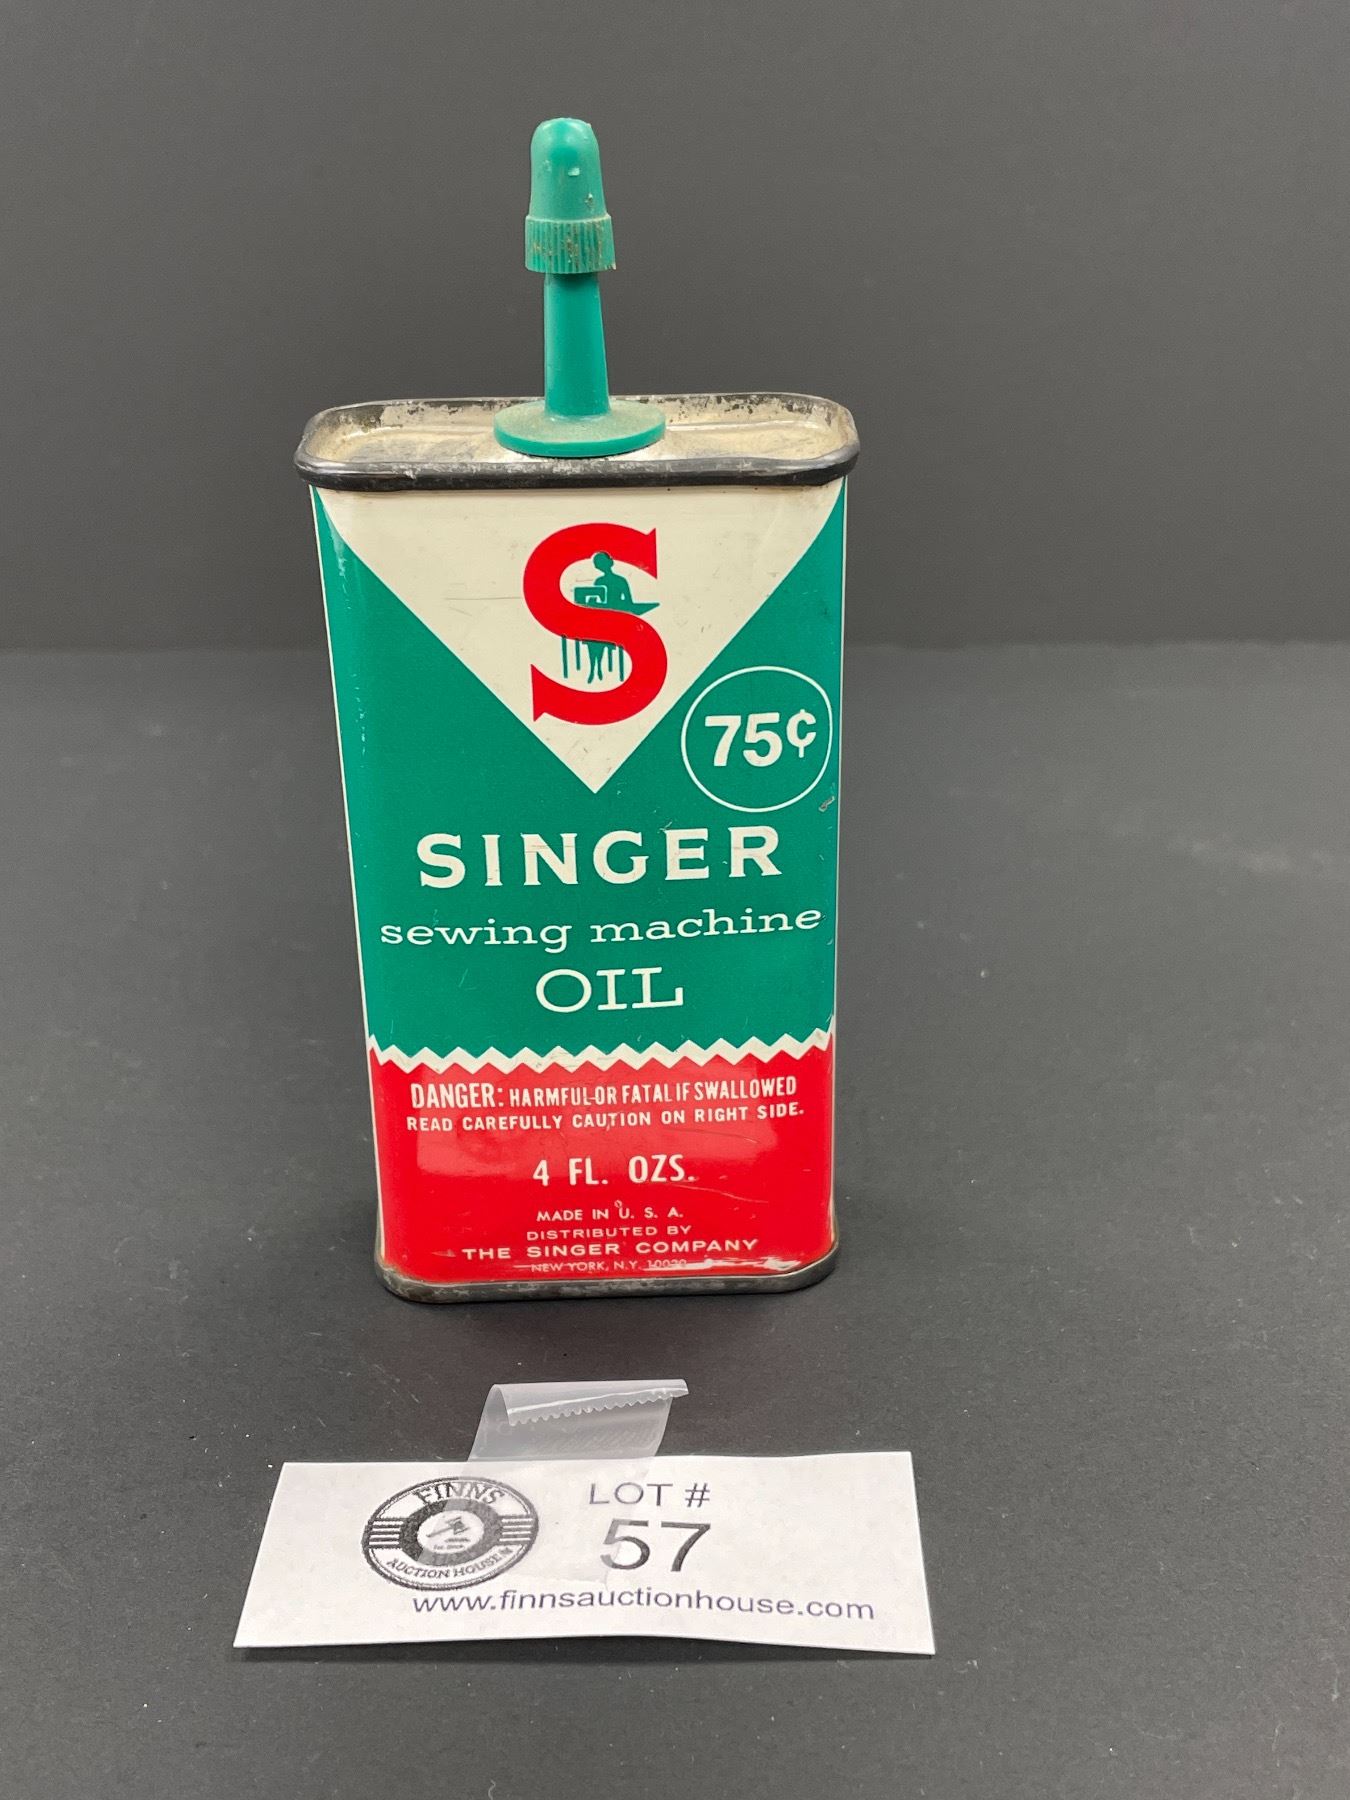 S
75¢
SINGER
sewing machine
OIL
DANGER: HARMFUL OR FATAL IF SWALLOWED
READ CAREFULLY CAUTION ON RIGHT SIDE.
4 FL. OZS.
MADE IN U. S. A.
DISTRIBUTED BY
THE SINGER COMPANY
NEW YORK, N.Y.
FINNS
AUCTION HOUSE
LOT #
57
www.finnsauctionhouse.com